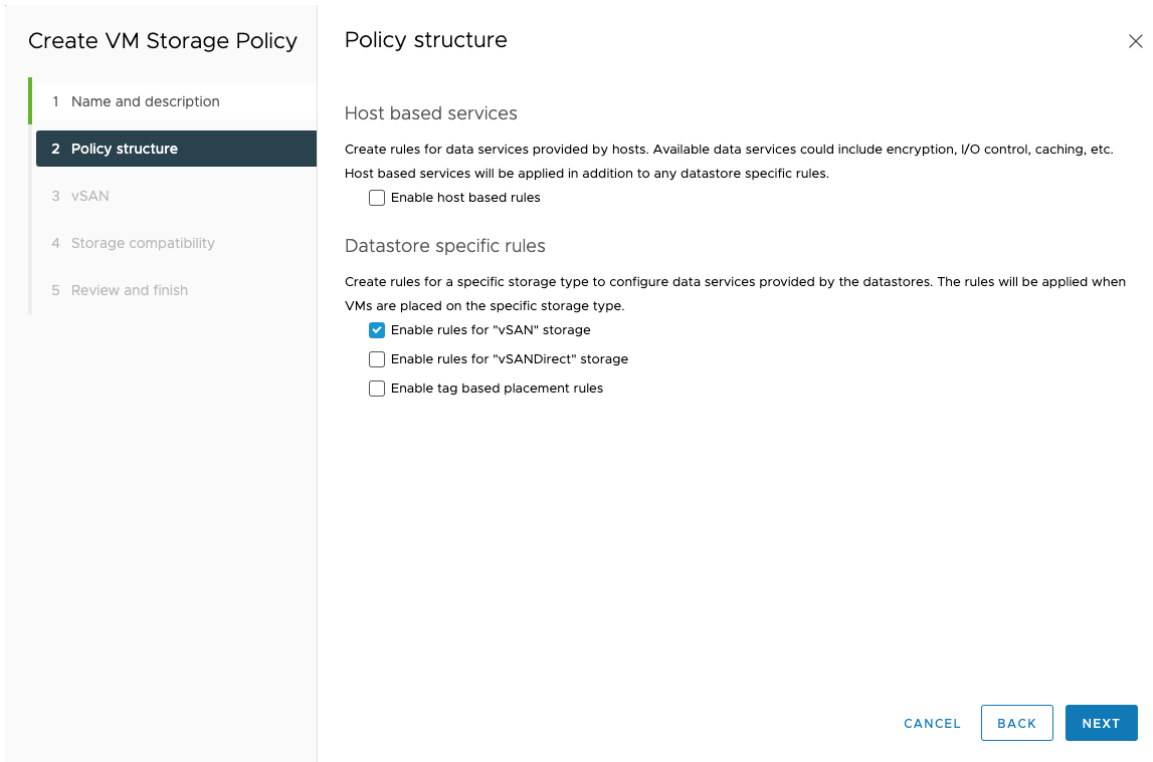 Create VM Storage Policy
1 Name and description
2 Policy structure
3 vSAN
4 Storage compatibility
5 Review and finish
Policy structure
Host based services
Create rules for data services provided by hosts. Available data services could include encryption, I/O control, caching, etc.
Host based services will be applied in addition to any datastore specific rules.
Enable host based rules
Datastore specific rules
Create rules for a specific storage type to configure data services provided by the datastores. The rules will be applied when
VMs are placed on the specific storage type.
Enable rules for "vSAN" storage
Enable rules for "vSANDirect" storage
Enable tag based placement rules
CANCEL
BACK
NEXT